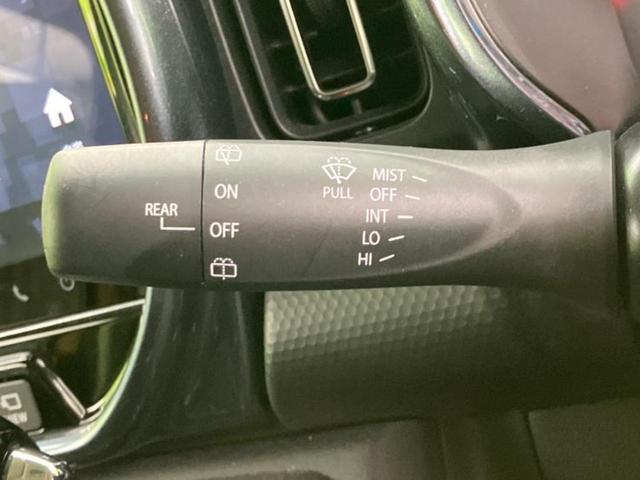 MIST
OFF
INT
LO
HI
PULL
ON
OFF
REAR